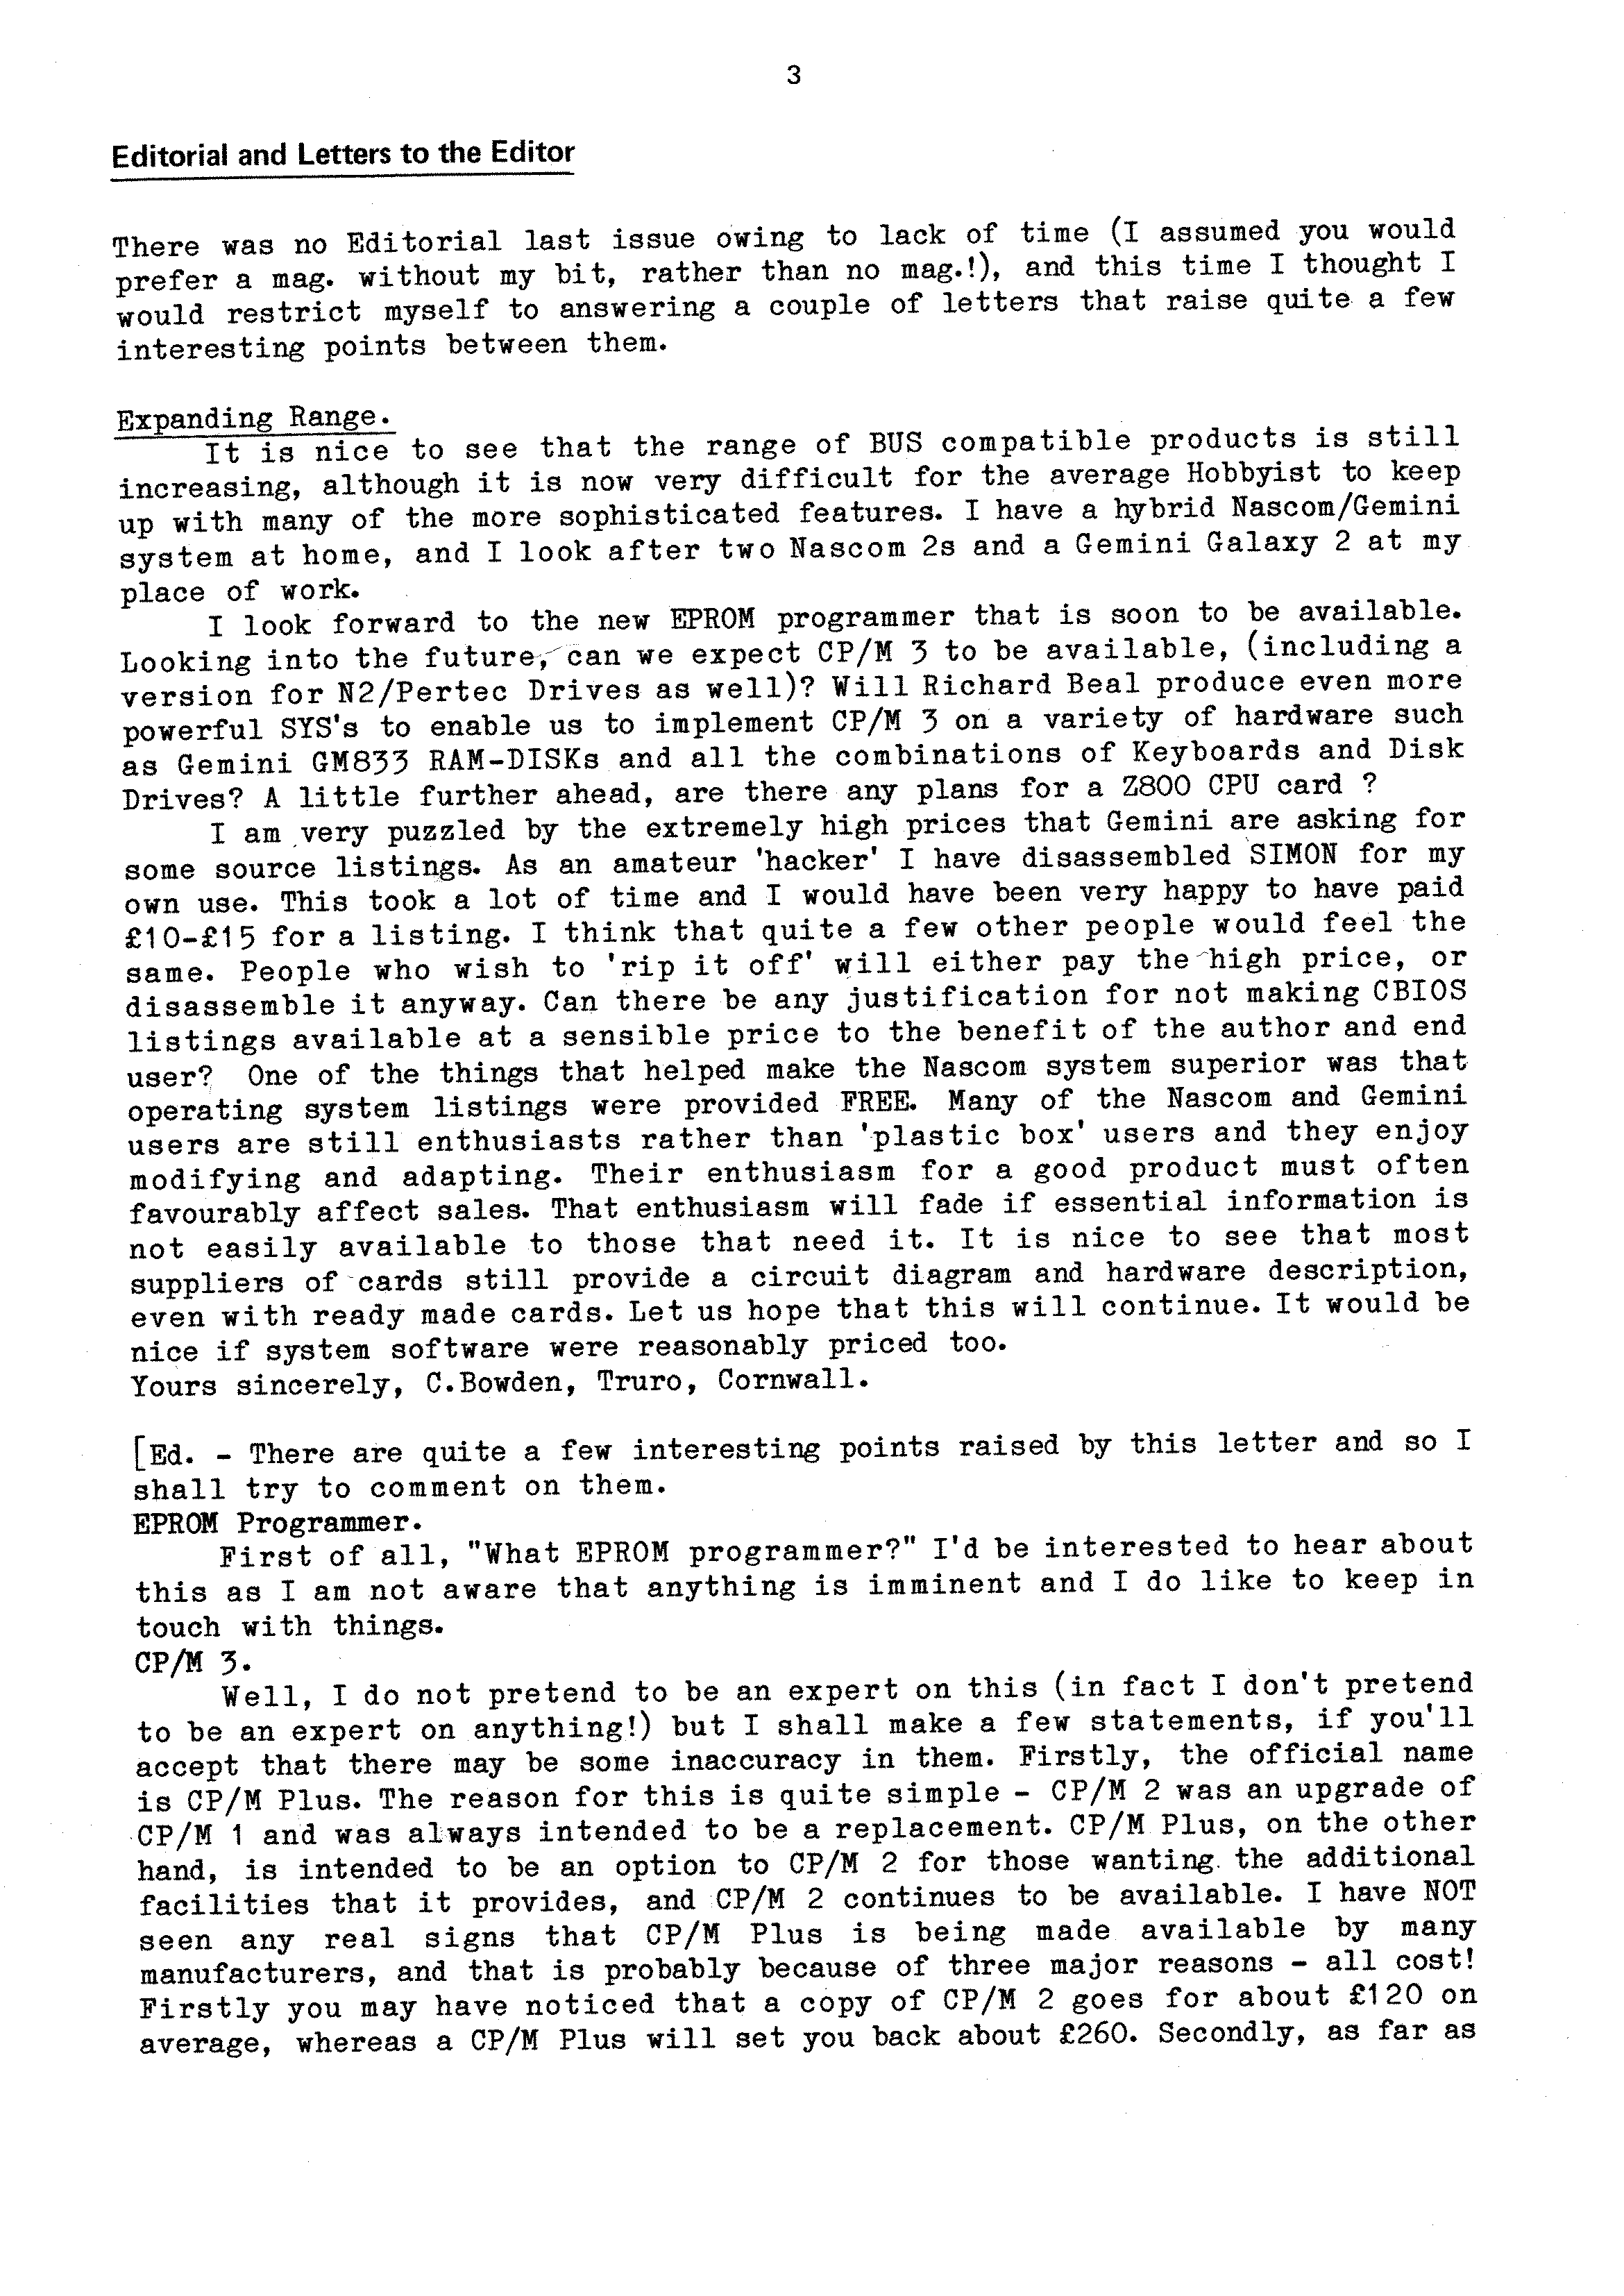 3
Editorial and Letters to the Editor
There was no Editorial last issue owing to lack of time (I assumed you would
prefer a mag. without my bit, rather than no mag.!), and this time I thought I
would restrict myself to answering a couple of letters that raise quite a few
interesting points between them.
Expanding Range.
It is nice to see that the range of BUS compatible products is still
increasing, although it is now very difficult for the average Hobbyist to keep
up with many of the more sophisticated features. I have a hybrid Nascom/Gemini
system at home, and I look after two Nascom 2s and a Gemini Galaxy 2 at my
place of work.
I look forward to the new EPROM programmer that is soon to be available.
Looking into the future, can we expect CP/M 3 to be available, (including a
version for N2/Pertec Drives as well)? Will Richard Beal produce even more
powerful SYS's to enable us to implement CP/M 3 on a variety of hardware such
as Gemini GM833 RAM-DISKs and all the combinations of Keyboards and Disk
Drives? A little further ahead, are there any plans for a Z800 CPU card ?
I am very puzzled by the extremely high prices that Gemini are asking for
some source listings. As an amateur 'hacker' I have disassembled SIMON for my
own use. This took a lot of time and I would have been very happy to have paid
£10-£15 for a listing. I think that quite a few other people would feel the
same. People who wish to 'rip it off' will either pay the high price, or
disassemble it anyway. Can there be any justification for not making CBIOS
listings available at a sensible price to the benefit of the author and end
user? One of the things that helped make the Nascom system superior was that
operating system listings were provided FREE. Many of the Nascom and Gemini
users are still enthusiasts rather than 'plastic box' users and they enjoy
modifying and adapting. Their enthusiasm for a good product must often
favourably affect sales. That enthusiasm will fade if essential information is
not easily available to those that need it. It is nice to see that most
suppliers of cards still provide a circuit diagram and hardware description,
even with ready made cards. Let us hope that this will continue. It would be
nice if system software were reasonably priced too.
Yours sincerely, C.Bowden, Truro, Cornwall.
[Ed. - There are quite a few interesting points raised by this letter and so I
shall try to comment on them.
EPROM Programmer.
First of all, "What EPROM programmer?" I'd be interested to hear about
this as I am not aware that anything is imminent and I do like to keep in
touch with things.
CP/M 3.
Well, I do not pretend to be an expert on this (in fact I don't pretend
to be an expert on anything!) but I shall make a few statements, if you'll
accept that there may be some inaccuracy in them. Firstly, the official name
is CP/M Plus. The reason for this is quite simple - CP/M 2 was an upgrade of
CP/M 1 and was always intended to be a replacement. CP/M Plus, on the other
hand, is intended to be an option to CP/M 2 for those wanting the additional
facilities that it provides, and CP/M 2 continues to be available. I have NOT
seen any real signs that CP/M Plus is being made available by many
manufacturers, and that is probably because of three major reasons - all cost!
Firstly you may have noticed that a copy of CP/M 2 goes for about £120 on
average, whereas a CP/M Plus will set you back about £260. Secondly, as far as